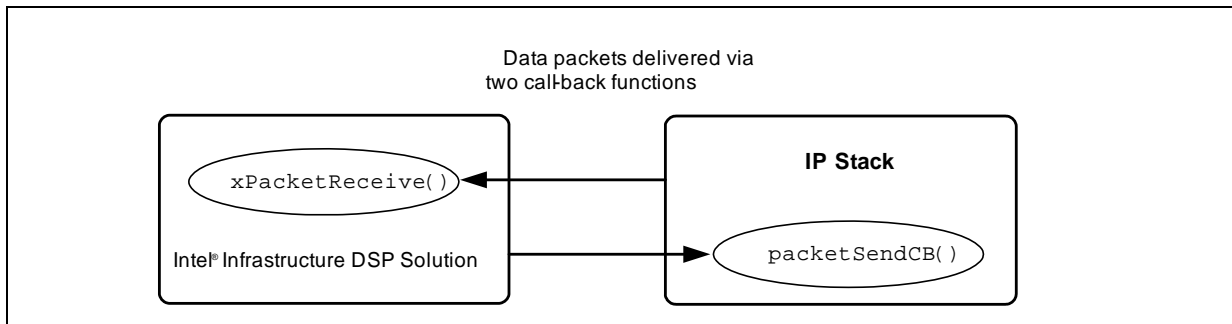 Data packets delivered via
two call-back functions
IP Stack
xPacketReceive()
packetSendCB()
Intel® Infrastructure DSP Solution